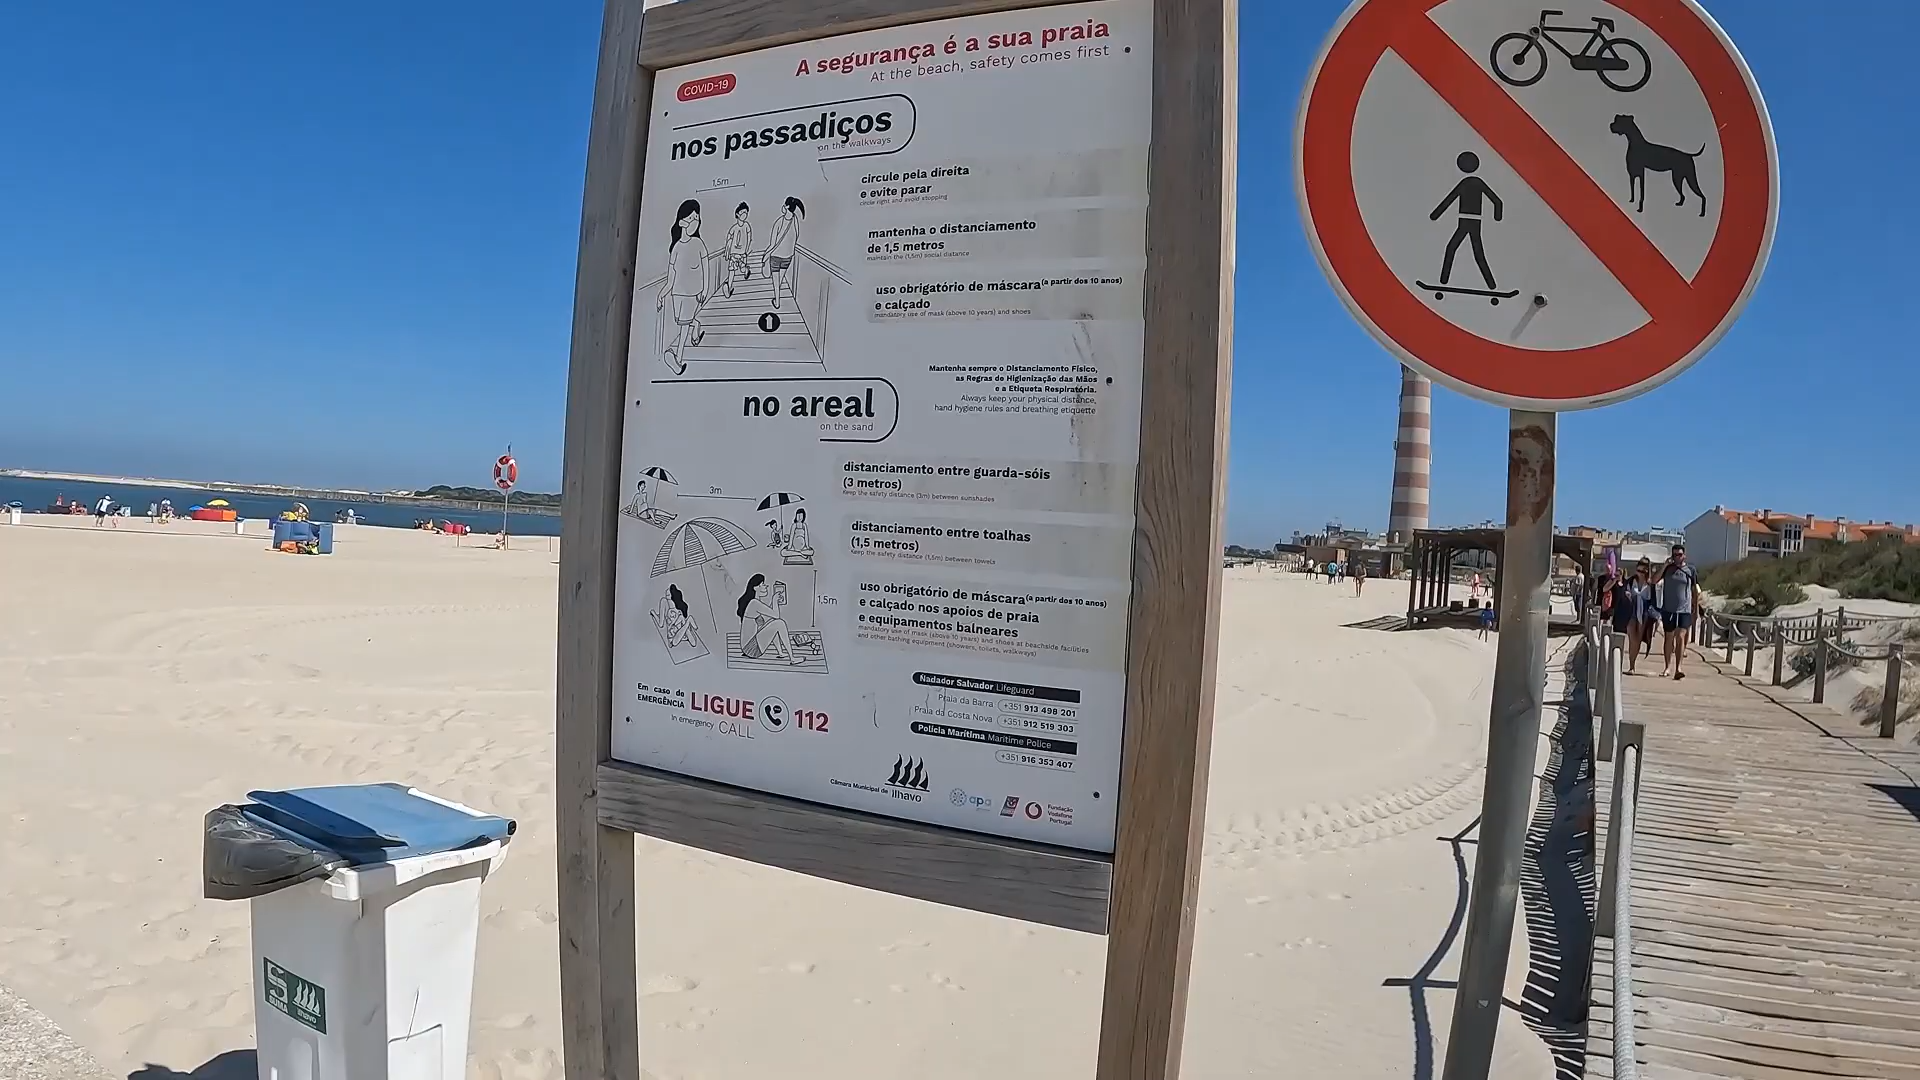 A segurança é a sua praia
At the beach, safety comes first
COVID-19
nos passadiços
on the walkways
1,5m
circule pela direita
e evite parar
circle right and avoid stopping
mantenha o distanciamento
de 1,5 metros
maintain the (1,5m) social distance
uso obrigatório de máscara (a partir dos 10 anos)
e calçado
mandatory use of mask (above 10 years) and shoes
Mantenha sempre o Distanciamento Físico,
as Regras de Higienização das Mãos
e a Etiqueta Respiratória.
Always keep your physical distance,
hand hygiene rules and breathing etiquette
no areal
on the sand
3m
1,5m
distanciamento entre guarda-sóis
(3 metros)
Keep the safety distance (3m) between sunshades
distanciamento entre toalhas
(1,5 metros)
Keep the safety distance (1,5m) between towels
uso obrigatório de máscara (a partir dos 10 anos)
e calçado nos apoios de praia
e equipamentos balneares
mandatory use of mask (above 10 years) and shoes at beachside facilities
and other bathing equipment (showers, toilets, walkways)
Em caso de
EMERGÊNCIA
LIGUE 112
In emergency CALL
Nadador Salvador Lifeguard
Praia da Barra +351 913 498 201
Praia da Costa Nova +351 912 519 303
Polícia Marítima Maritime Police
+351 916 353 407
Câmara Municipal de
ílhavo
apa
Fundação
Vodafone
Portugal
SUMA
ílhavo